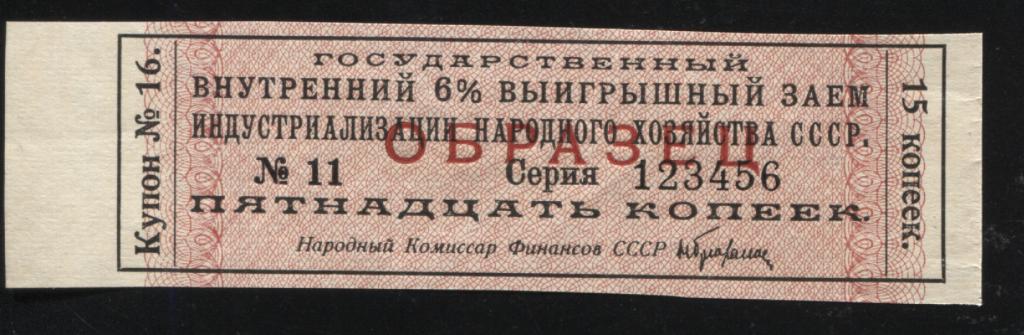 Купон № 16.
ГОСУДАРСТВЕННЫЙ
ВНУТРЕННИЙ 6% ВЫИГРЫШНЫЙ ЗАЕМ
ИНДУСТРИАЛИЗАЦИИ НАРОДНОГО ХОЗЯЙСТВА СССР.
ОБРАЗЕЦ
№ 11 Серия 123456
ПЯТНАДЦАТЬ КОПЕЕК.
Народный Комиссар Финансов СССР
15 копеек.